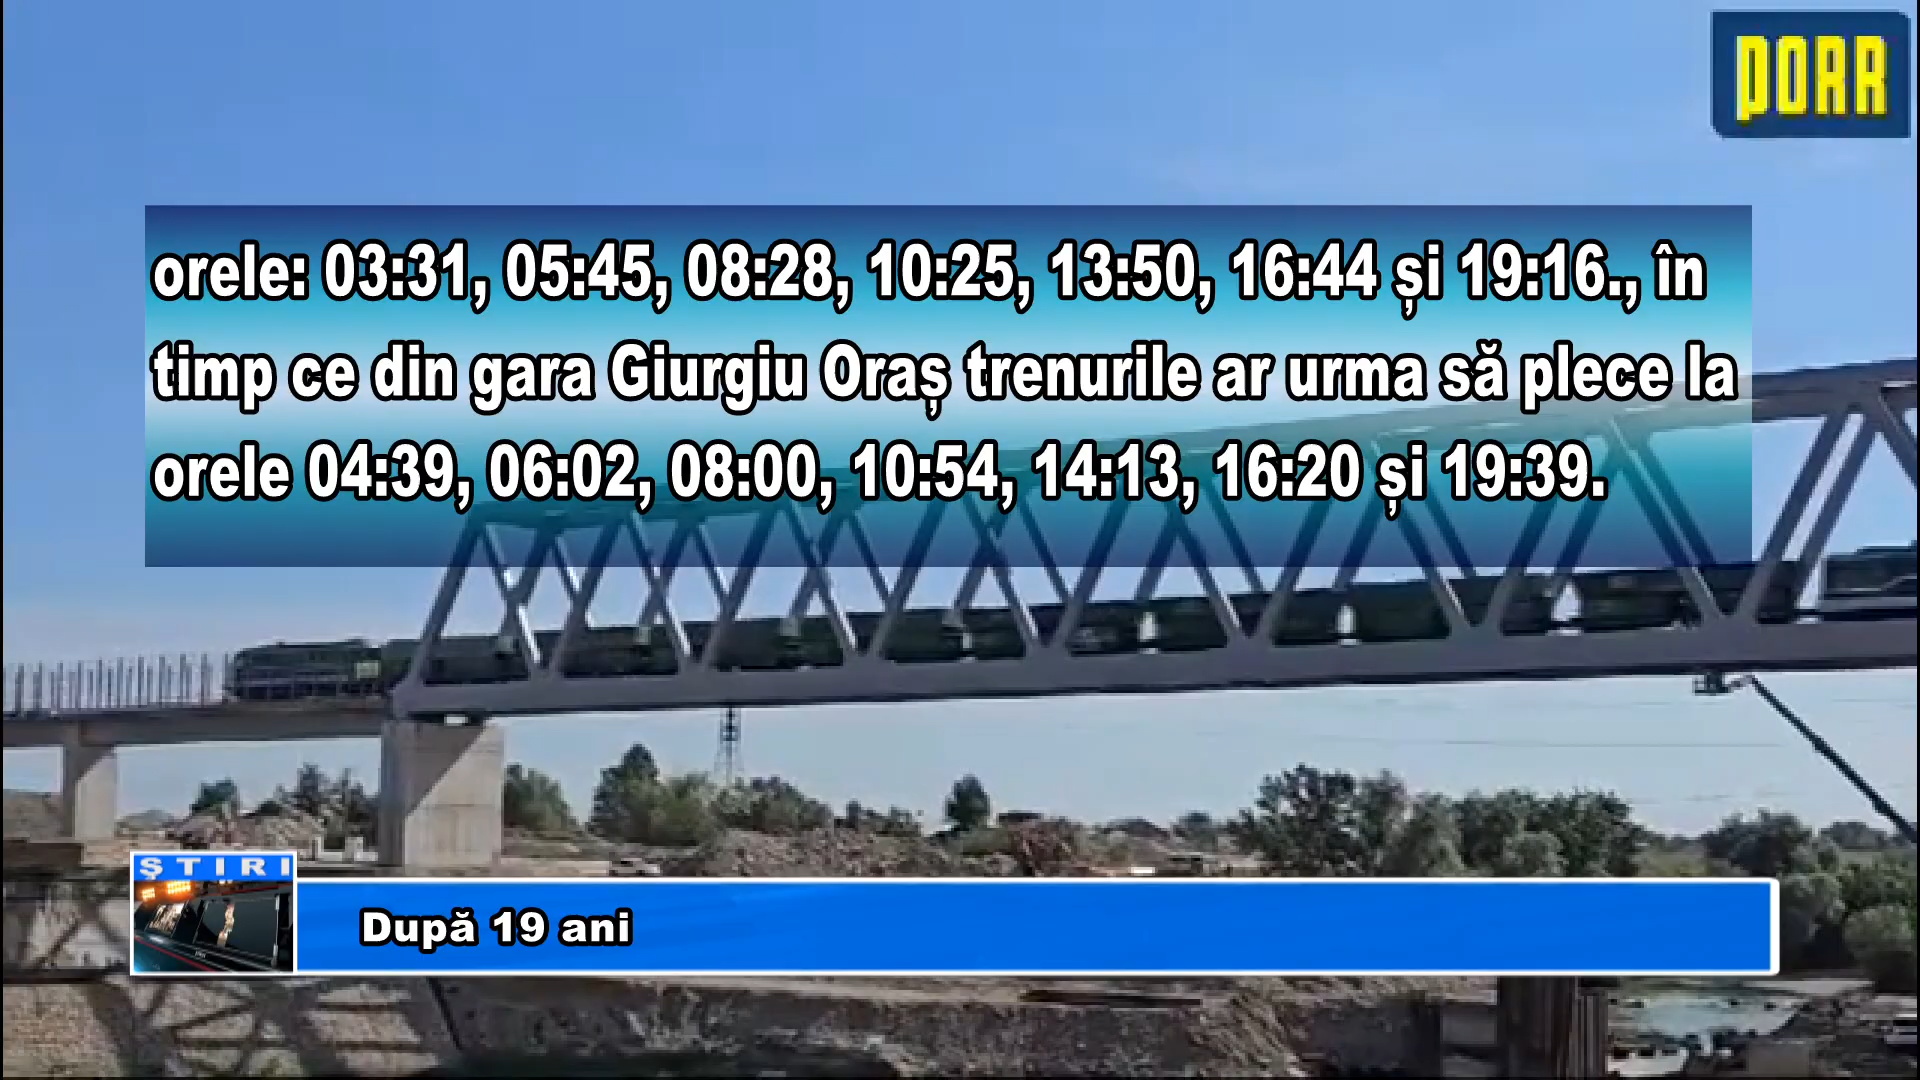 PORR
orele: 03:31, 05:45, 08:28, 10:25, 13:50, 16:44 și 19:16., în
timp ce din gara Giurgiu Oraș trenurile ar urma să plece la
orele 04:39, 06:02, 08:00, 10:54, 14:13, 16:20 și 19:39.
ŞTIRI
După 19 ani